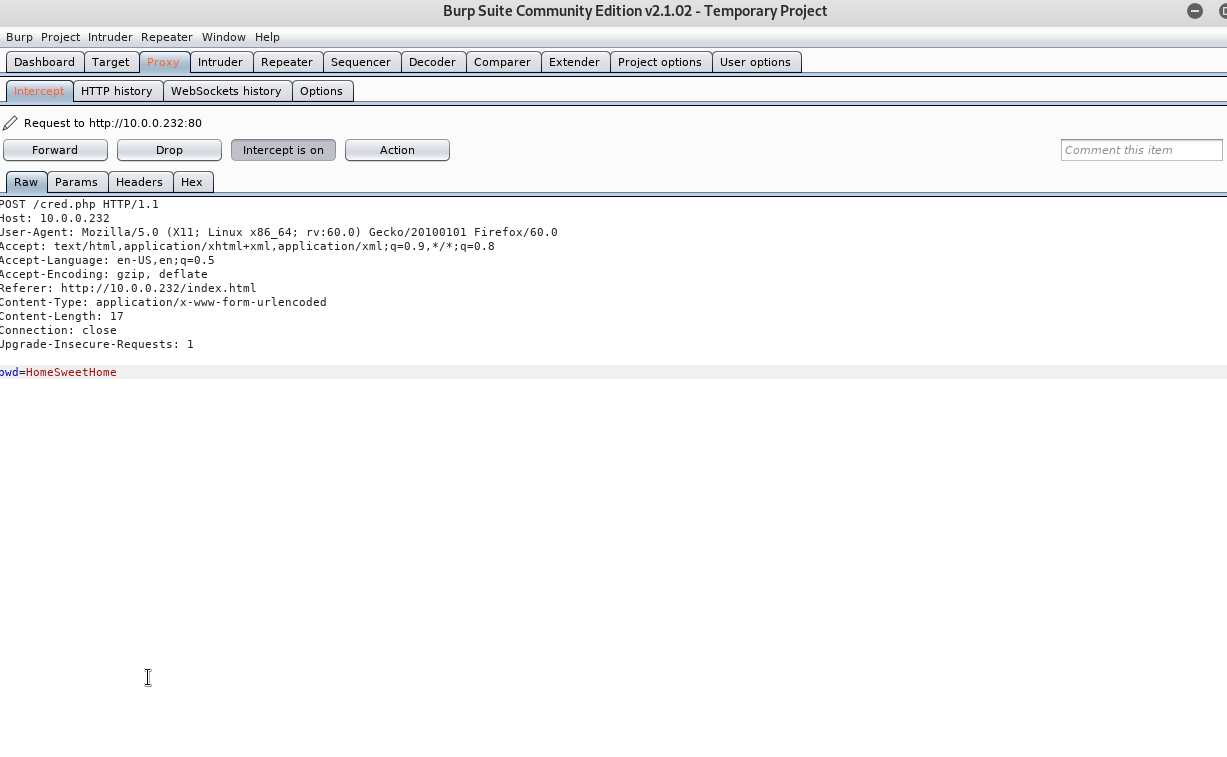 Burp Suite Community Edition v2.1.02 - Temporary Project
Burp Project Intruder Repeater Window Help
Dashboard Target Proxy Intruder Repeater Sequencer Decoder Comparer Extender Project options User options
Intercept HTTP history WebSockets history Options
Request to http://10.0.0.232:80
Forward Drop Intercept is on Action Comment this item
Raw Params Headers Hex
POST /cred.php HTTP/1.1
Host: 10.0.0.232
User-Agent: Mozilla/5.0 (X11; Linux x86_64; rv:60.0) Gecko/20100101 Firefox/60.0
Accept: text/html,application/xhtml+xml,application/xml;q=0.9,*/*;q=0.8
Accept-Language: en-US,en;q=0.5
Accept-Encoding: gzip, deflate
Referer: http://10.0.0.232/index.html
Content-Type: application/x-www-form-urlencoded
Content-Length: 17
Connection: close
Upgrade-Insecure-Requests: 1
pwd=HomeSweetHome